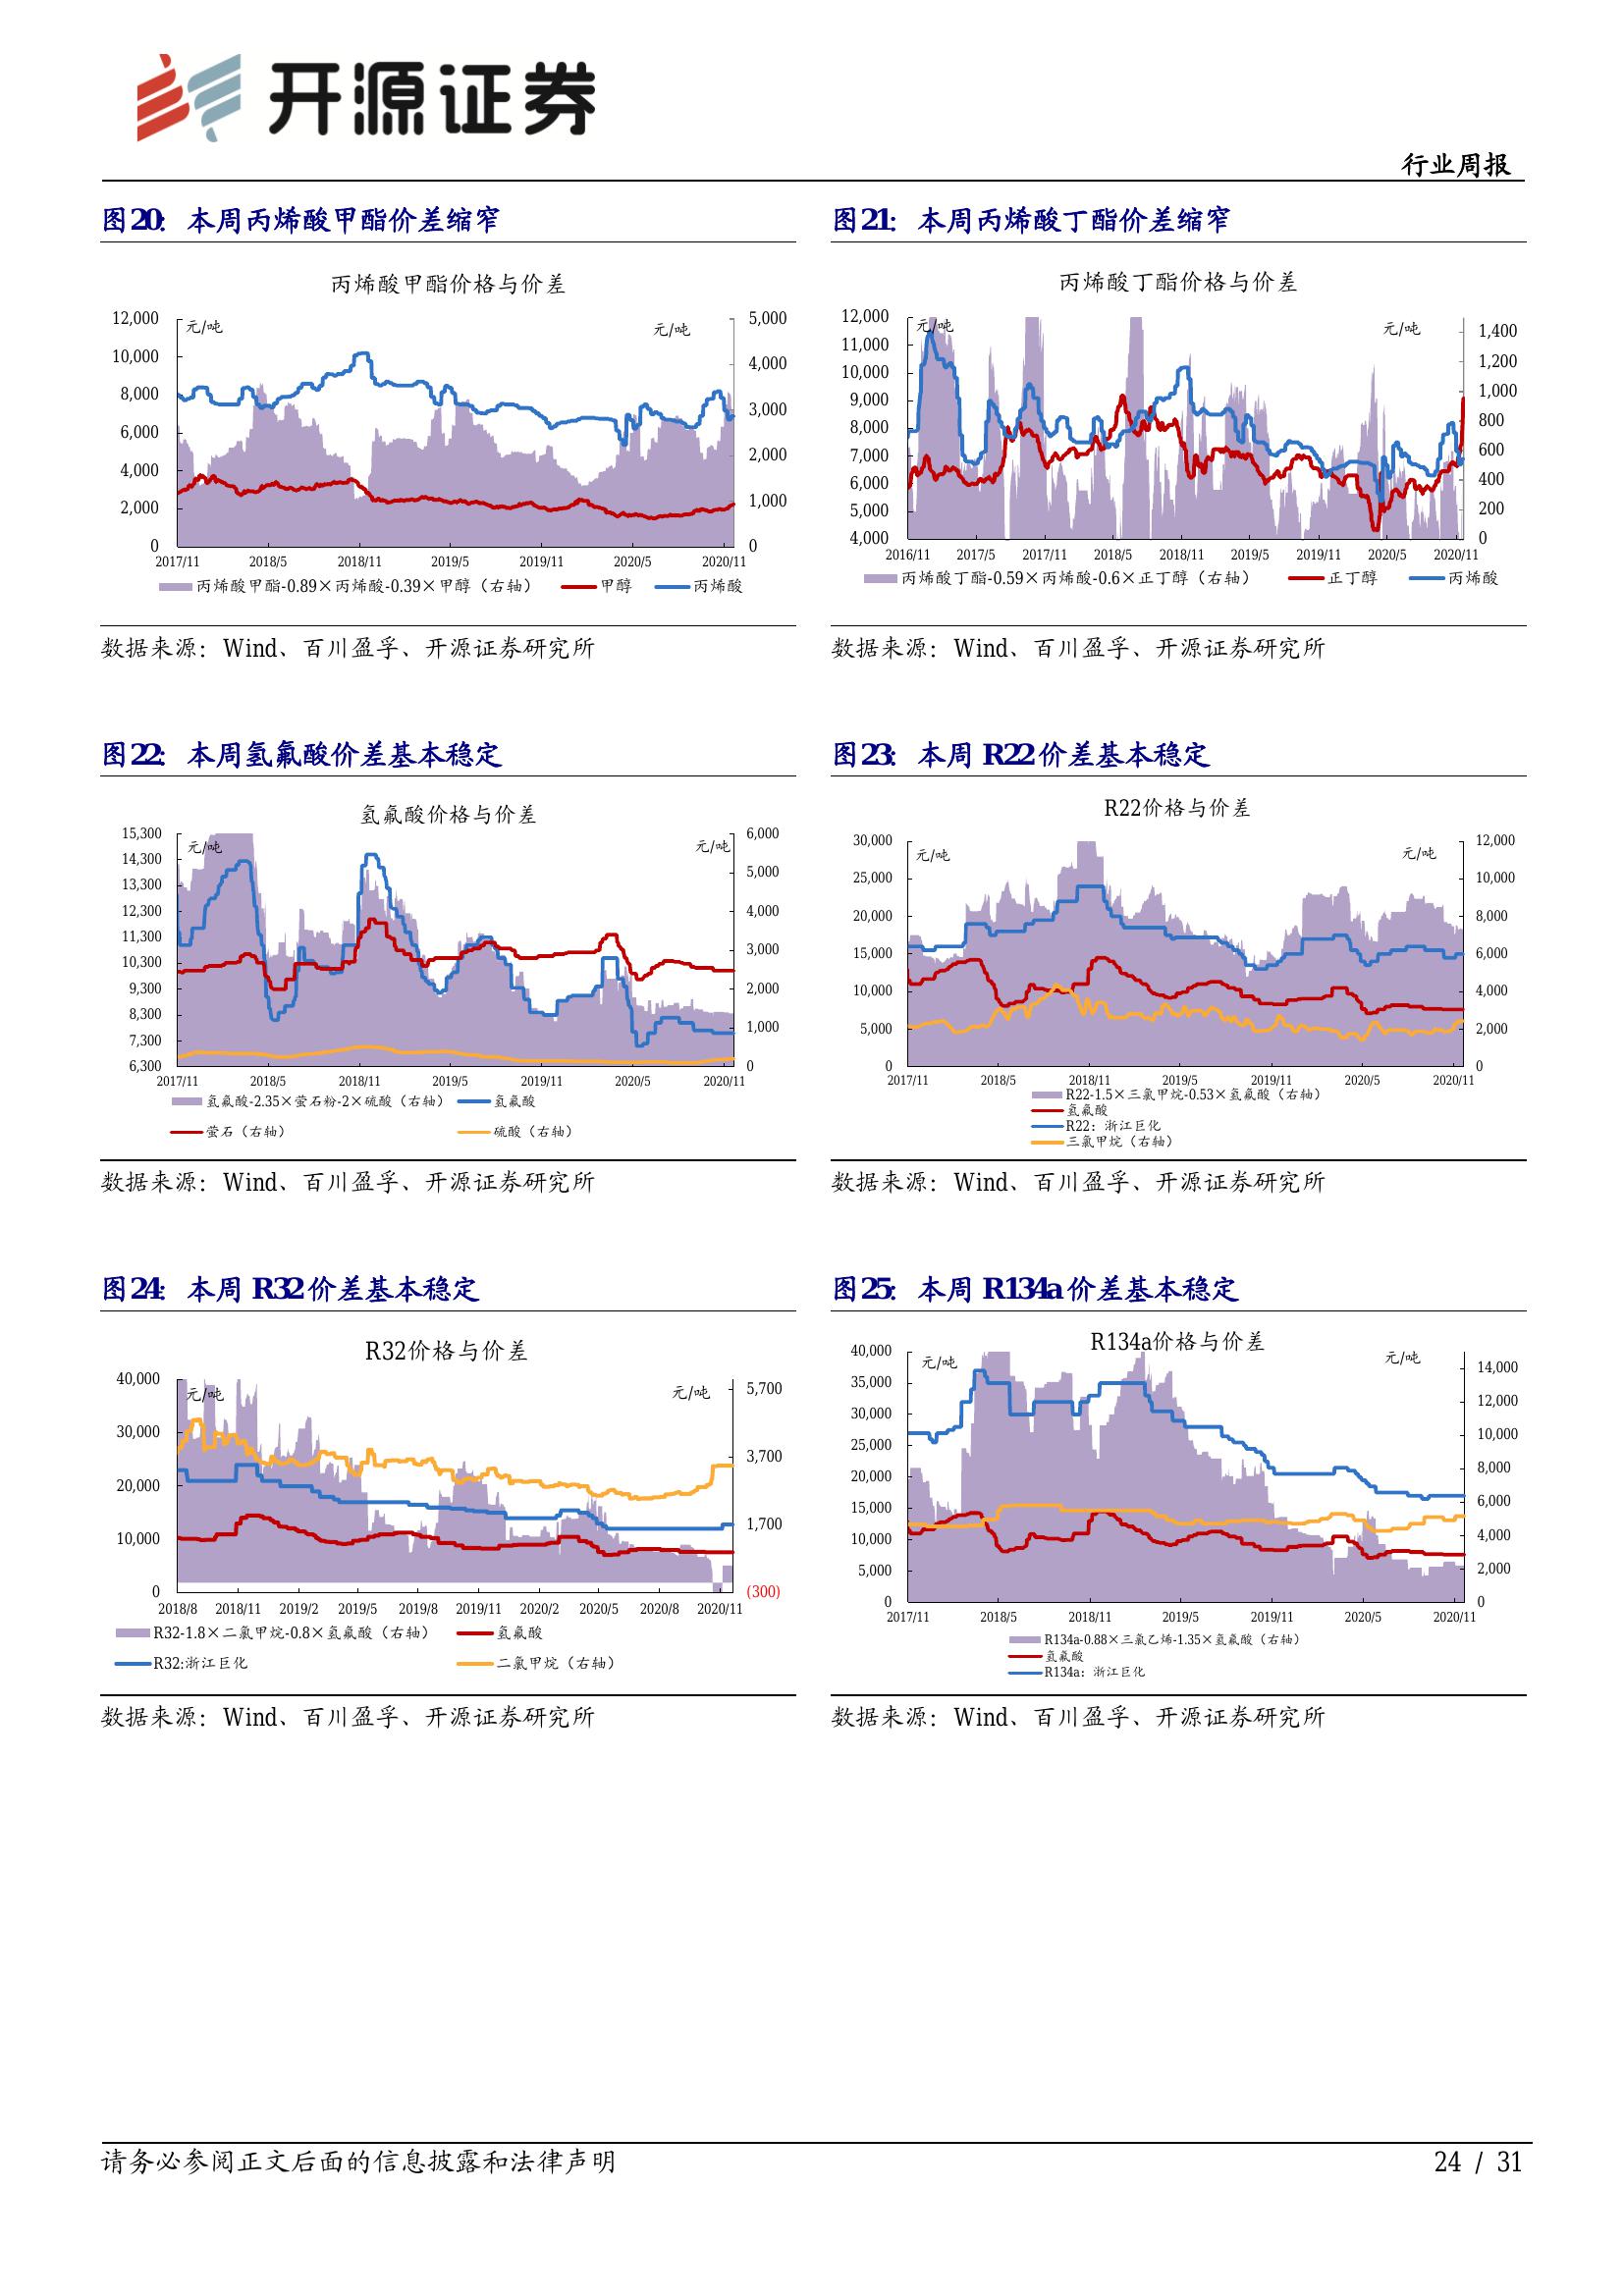 开源证券
行业周报
图20: 本周丙烯酸甲酯价差缩窄
丙烯酸甲酯价格与价差
元/吨
元/吨
12,000
10,000
8,000
6,000
4,000
2,000
0
5,000
4,000
3,000
2,000
1,000
0
2017/11 2018/5 2018/11 2019/5 2019/11 2020/5 2020/11
丙烯酸甲酯-0.89×丙烯酸-0.39×甲醇（右轴） 甲醇 丙烯酸
数据来源：Wind、百川盈孚、开源证券研究所
图21: 本周丙烯酸丁酯价差缩窄
丙烯酸丁酯价格与价差
元/吨
元/吨
12,000
11,000
10,000
9,000
8,000
7,000
6,000
5,000
4,000
1,400
1,200
1,000
800
600
400
200
0
2016/11 2017/5 2017/11 2018/5 2018/11 2019/5 2019/11 2020/5 2020/11
丙烯酸丁酯-0.59×丙烯酸-0.6×正丁醇（右轴） 正丁醇 丙烯酸
数据来源：Wind、百川盈孚、开源证券研究所
图22: 本周氢氟酸价差基本稳定
氢氟酸价格与价差
元/吨
元/吨
15,300
14,300
13,300
12,300
11,300
10,300
9,300
8,300
7,300
6,300
6,000
5,000
4,000
3,000
2,000
1,000
0
2017/11 2018/5 2018/11 2019/5 2019/11 2020/5 2020/11
氢氟酸-2.35×萤石粉-2×硫酸（右轴） 氢氟酸
萤石（右轴） 硫酸（右轴）
数据来源：Wind、百川盈孚、开源证券研究所
图23: 本周 R22 价差基本稳定
R22价格与价差
元/吨
元/吨
30,000
25,000
20,000
15,000
10,000
5,000
0
12,000
10,000
8,000
6,000
4,000
2,000
0
2017/11 2018/5 2018/11 2019/5 2019/11 2020/5 2020/11
R22-1.5×三氯甲烷-0.53×氢氟酸（右轴）
氢氟酸
R22：浙江巨化
三氯甲烷（右轴）
数据来源：Wind、百川盈孚、开源证券研究所
图24: 本周 R32 价差基本稳定
R32价格与价差
元/吨
元/吨
40,000
30,000
20,000
10,000
0
5,700
3,700
1,700
(300)
2018/8 2018/11 2019/2 2019/5 2019/8 2019/11 2020/2 2020/5 2020/8 2020/11
R32-1.8×二氯甲烷-0.8×氢氟酸（右轴） 氢氟酸
R32:浙江巨化 二氯甲烷（右轴）
数据来源：Wind、百川盈孚、开源证券研究所
图25: 本周 R134a 价差基本稳定
R134a价格与价差
元/吨
元/吨
40,000
35,000
30,000
25,000
20,000
15,000
10,000
5,000
0
14,000
12,000
10,000
8,000
6,000
4,000
2,000
0
2017/11 2018/5 2018/11 2019/5 2019/11 2020/5 2020/11
R134a-0.88×三氯乙烯-1.35×氢氟酸（右轴）
氢氟酸
R134a：浙江巨化
数据来源：Wind、百川盈孚、开源证券研究所
请务必参阅正文后面的信息披露和法律声明
24 / 31